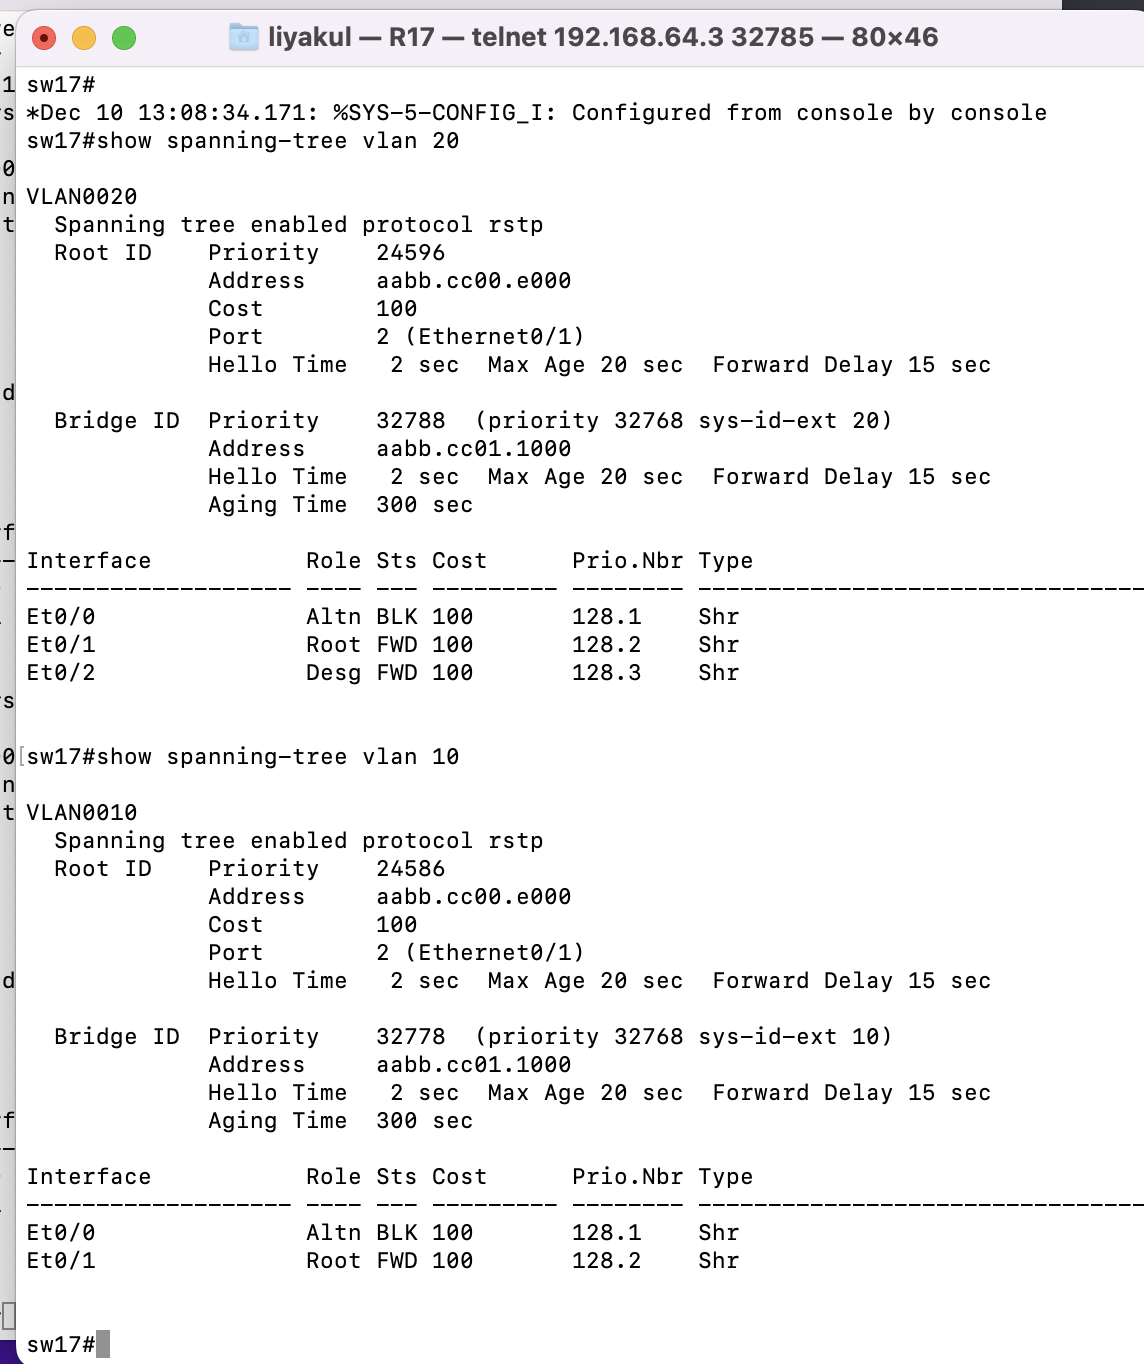 liyakul — R17 — telnet 192.168.64.3 32785 — 80×46
sw17#
*Dec 10 13:08:34.171: %SYS-5-CONFIG_I: Configured from console by console
sw17#show spanning-tree vlan 20
VLAN0020
  Spanning tree enabled protocol rstp
  Root ID    Priority    24596
             Address     aabb.cc00.e000
             Cost        100
             Port        2 (Ethernet0/1)
             Hello Time   2 sec  Max Age 20 sec  Forward Delay 15 sec
  Bridge ID  Priority    32788  (priority 32768 sys-id-ext 20)
             Address     aabb.cc01.1000
             Hello Time   2 sec  Max Age 20 sec  Forward Delay 15 sec
             Aging Time  300 sec
Interface           Role Sts Cost      Prio.Nbr Type
------------------- ---- --- --------- -------- --------------------------------
Et0/0               Altn BLK 100       128.1    Shr
Et0/1               Root FWD 100       128.2    Shr
Et0/2               Desg FWD 100       128.3    Shr
[sw17#show spanning-tree vlan 10
VLAN0010
  Spanning tree enabled protocol rstp
  Root ID    Priority    24586
             Address     aabb.cc00.e000
             Cost        100
             Port        2 (Ethernet0/1)
             Hello Time   2 sec  Max Age 20 sec  Forward Delay 15 sec
  Bridge ID  Priority    32778  (priority 32768 sys-id-ext 10)
             Address     aabb.cc01.1000
             Hello Time   2 sec  Max Age 20 sec  Forward Delay 15 sec
             Aging Time  300 sec
Interface           Role Sts Cost      Prio.Nbr Type
------------------- ---- --- --------- -------- --------------------------------
Et0/0               Altn BLK 100       128.1    Shr
Et0/1               Root FWD 100       128.2    Shr
sw17#